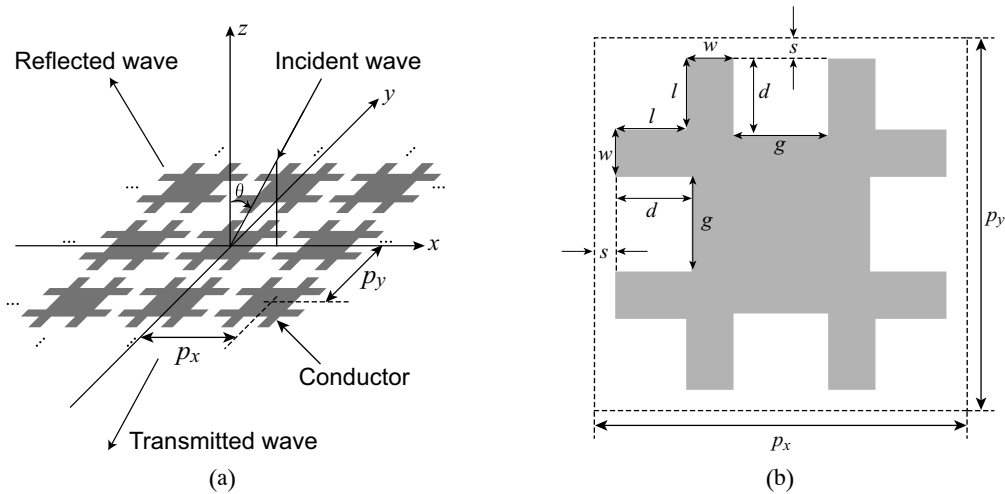 z
Reflected wave
Incident wave
y
θ
...
...
...
...
x
...
...
p_y
...
...
...
...
p_x
Conductor
Transmitted wave
(a)
w
s
l
d
l
g
w
d
g
s
p_y
p_x
(b)